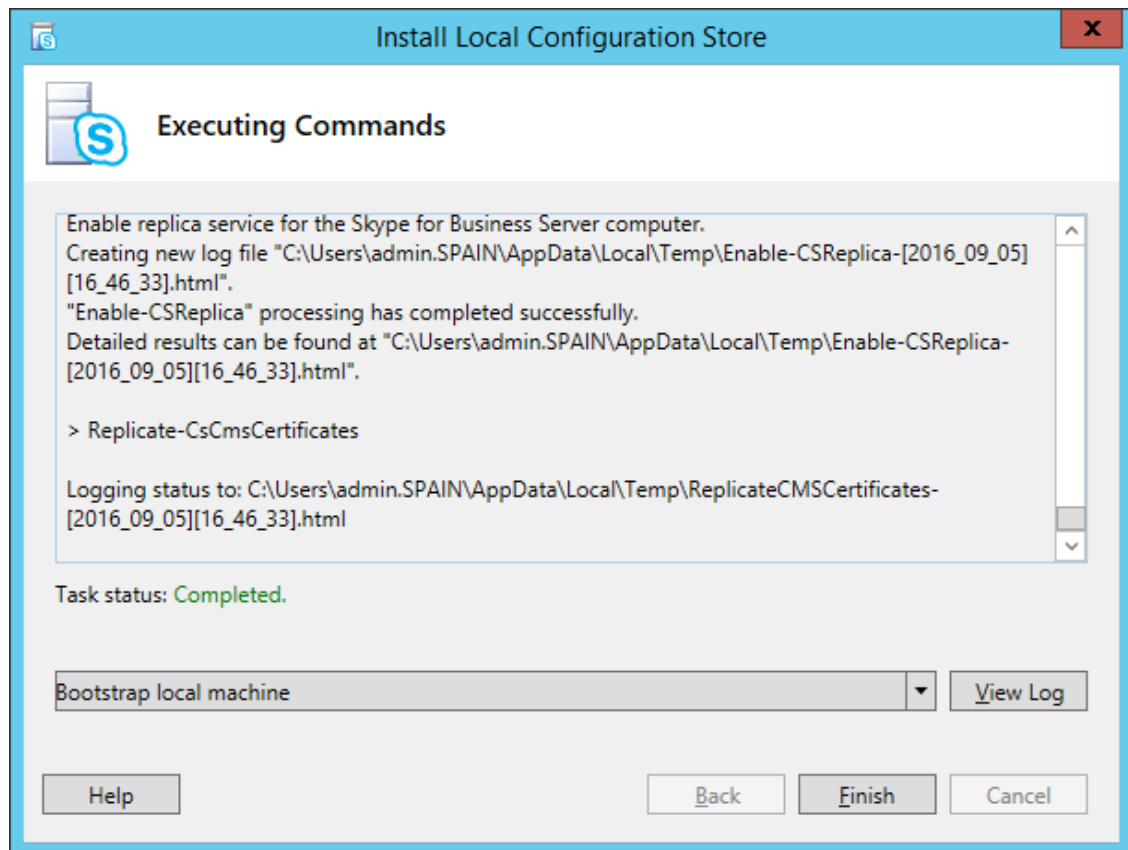 Install Local Configuration Store
x
Executing Commands
Enable replica service for the Skype for Business Server computer.
Creating new log file "C:\Users\admin.SPAIN\AppData\Local\Temp\Enable-CSReplica-[2016_09_05]
[16_46_33].html".
"Enable-CSReplica" processing has completed successfully.
Detailed results can be found at "C:\Users\admin.SPAIN\AppData\Local\Temp\Enable-CSReplica-
[2016_09_05][16_46_33].html".
> Replicate-CsCmsCertificates
Logging status to: C:\Users\admin.SPAIN\AppData\Local\Temp\ReplicateCMSCertificates-
[2016_09_05][16_46_33].html
Task status: Completed.
Bootstrap local machine
View Log
Help
Back
Finish
Cancel